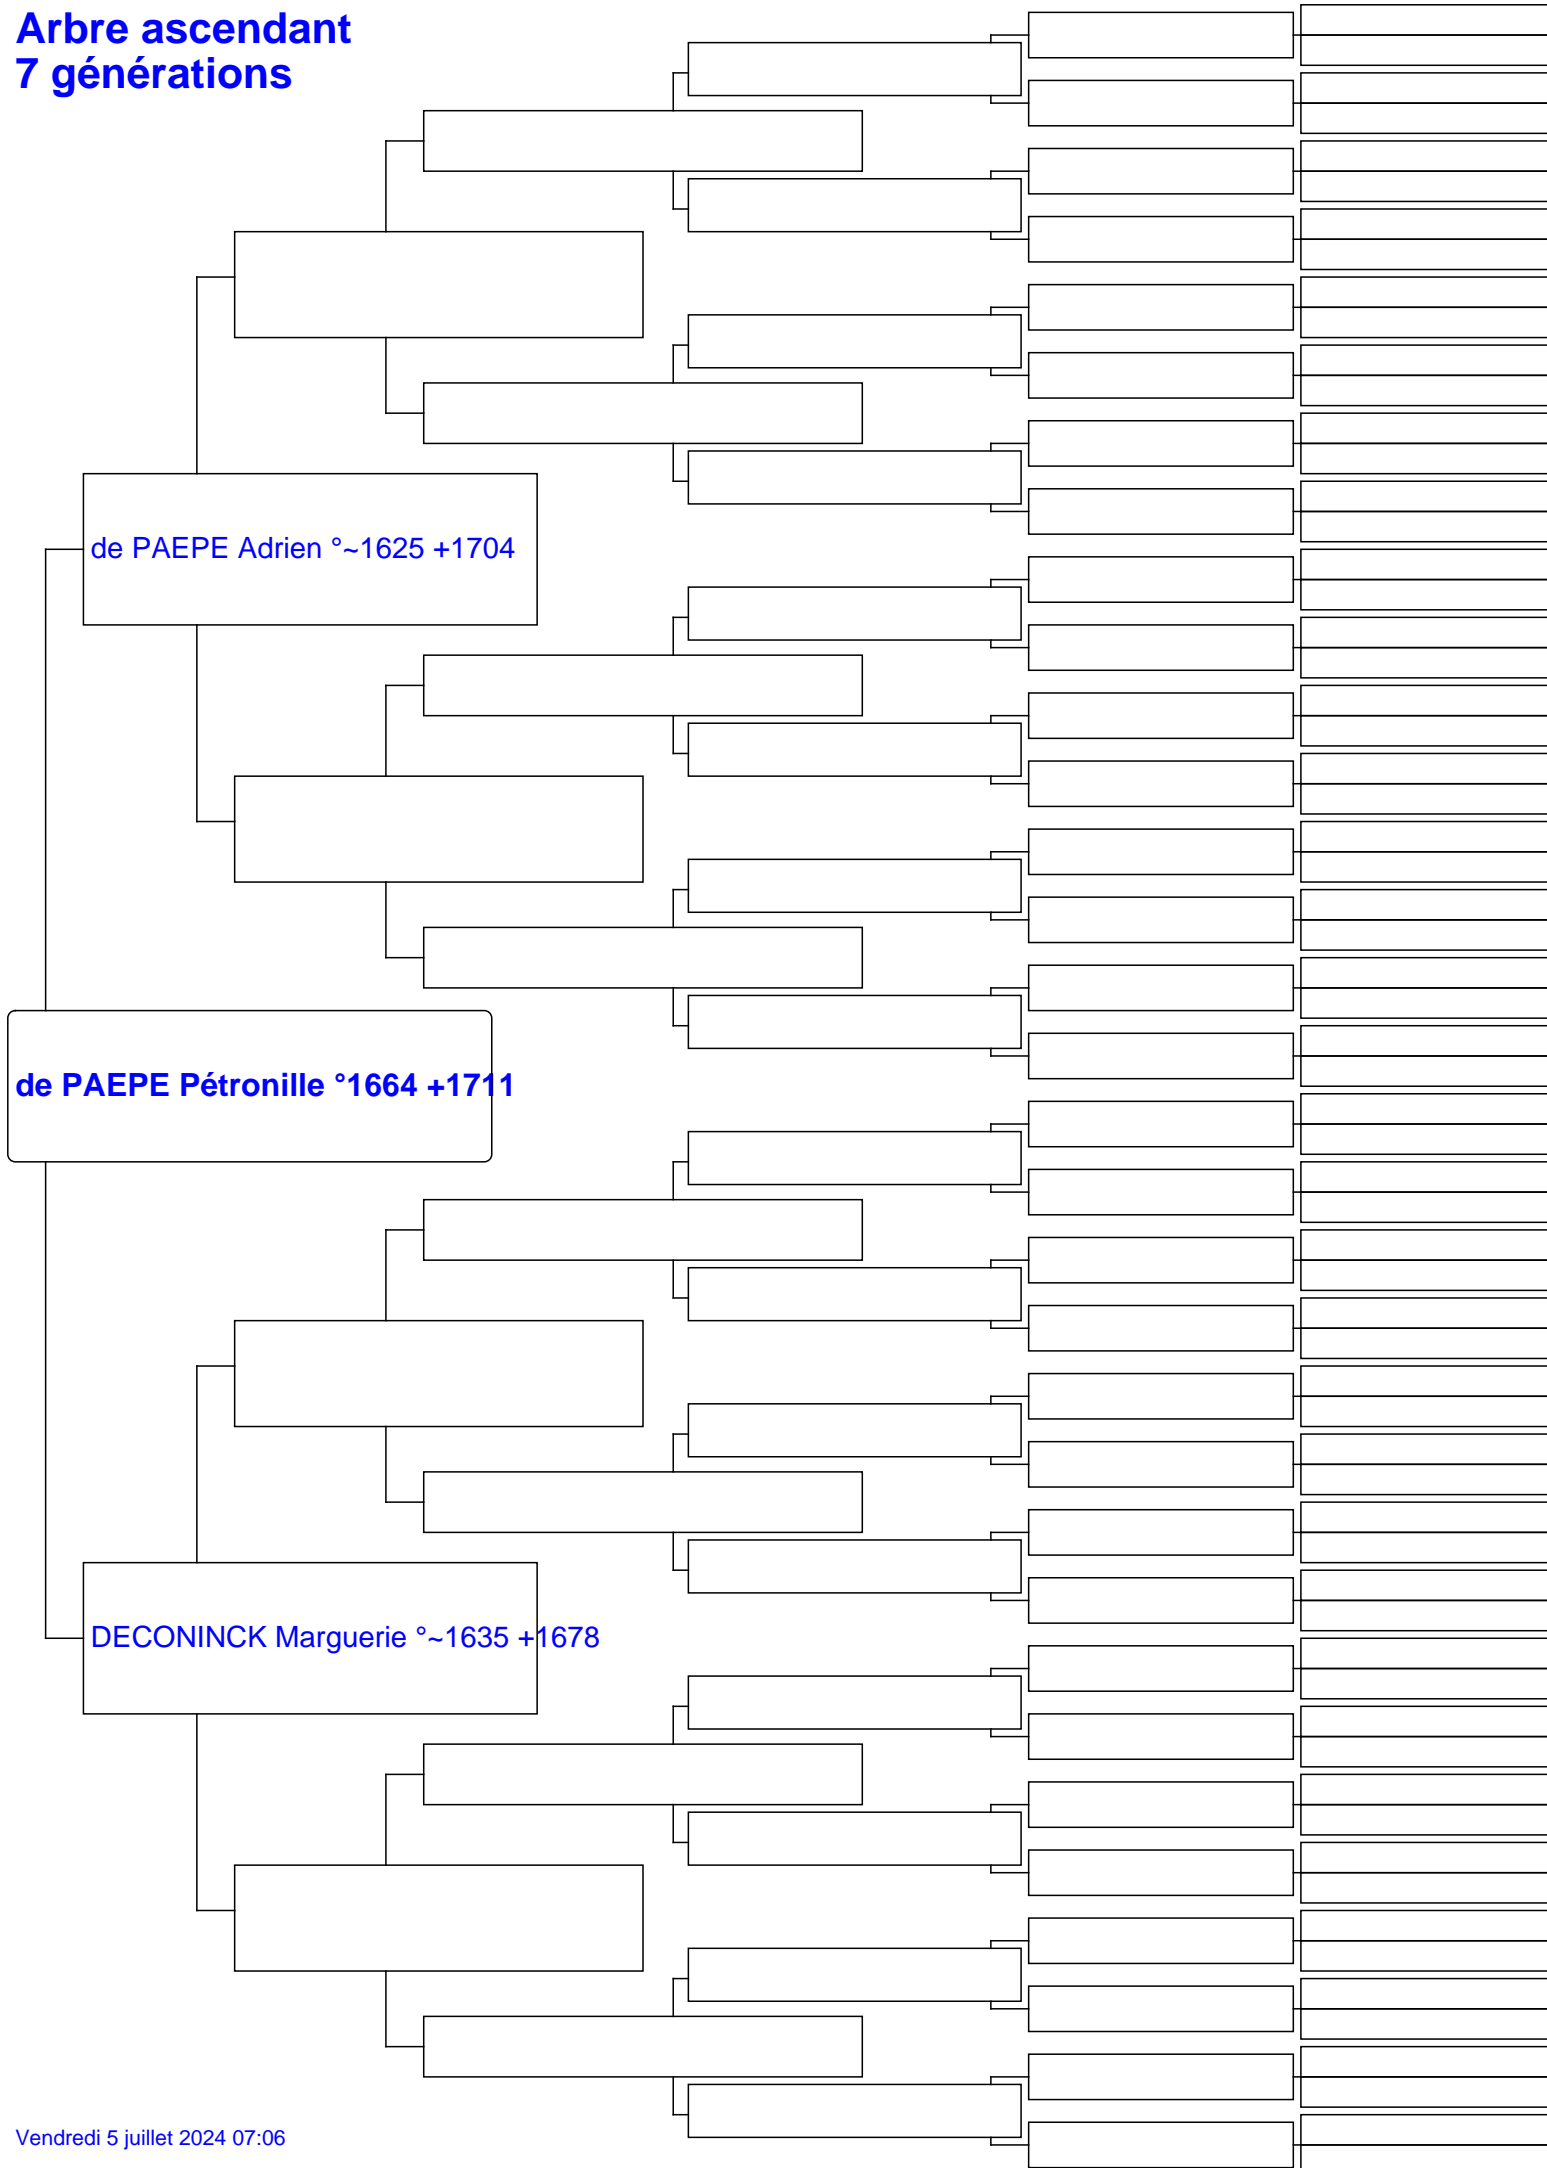 Arbre ascendant
7 générations
de PAEPE Adrien °~1625 +1704
de PAEPE Pétronille °1664 +1711
DECONINCK Marguerie °~1635 +1678
Vendredi 5 juillet 2024 07:06